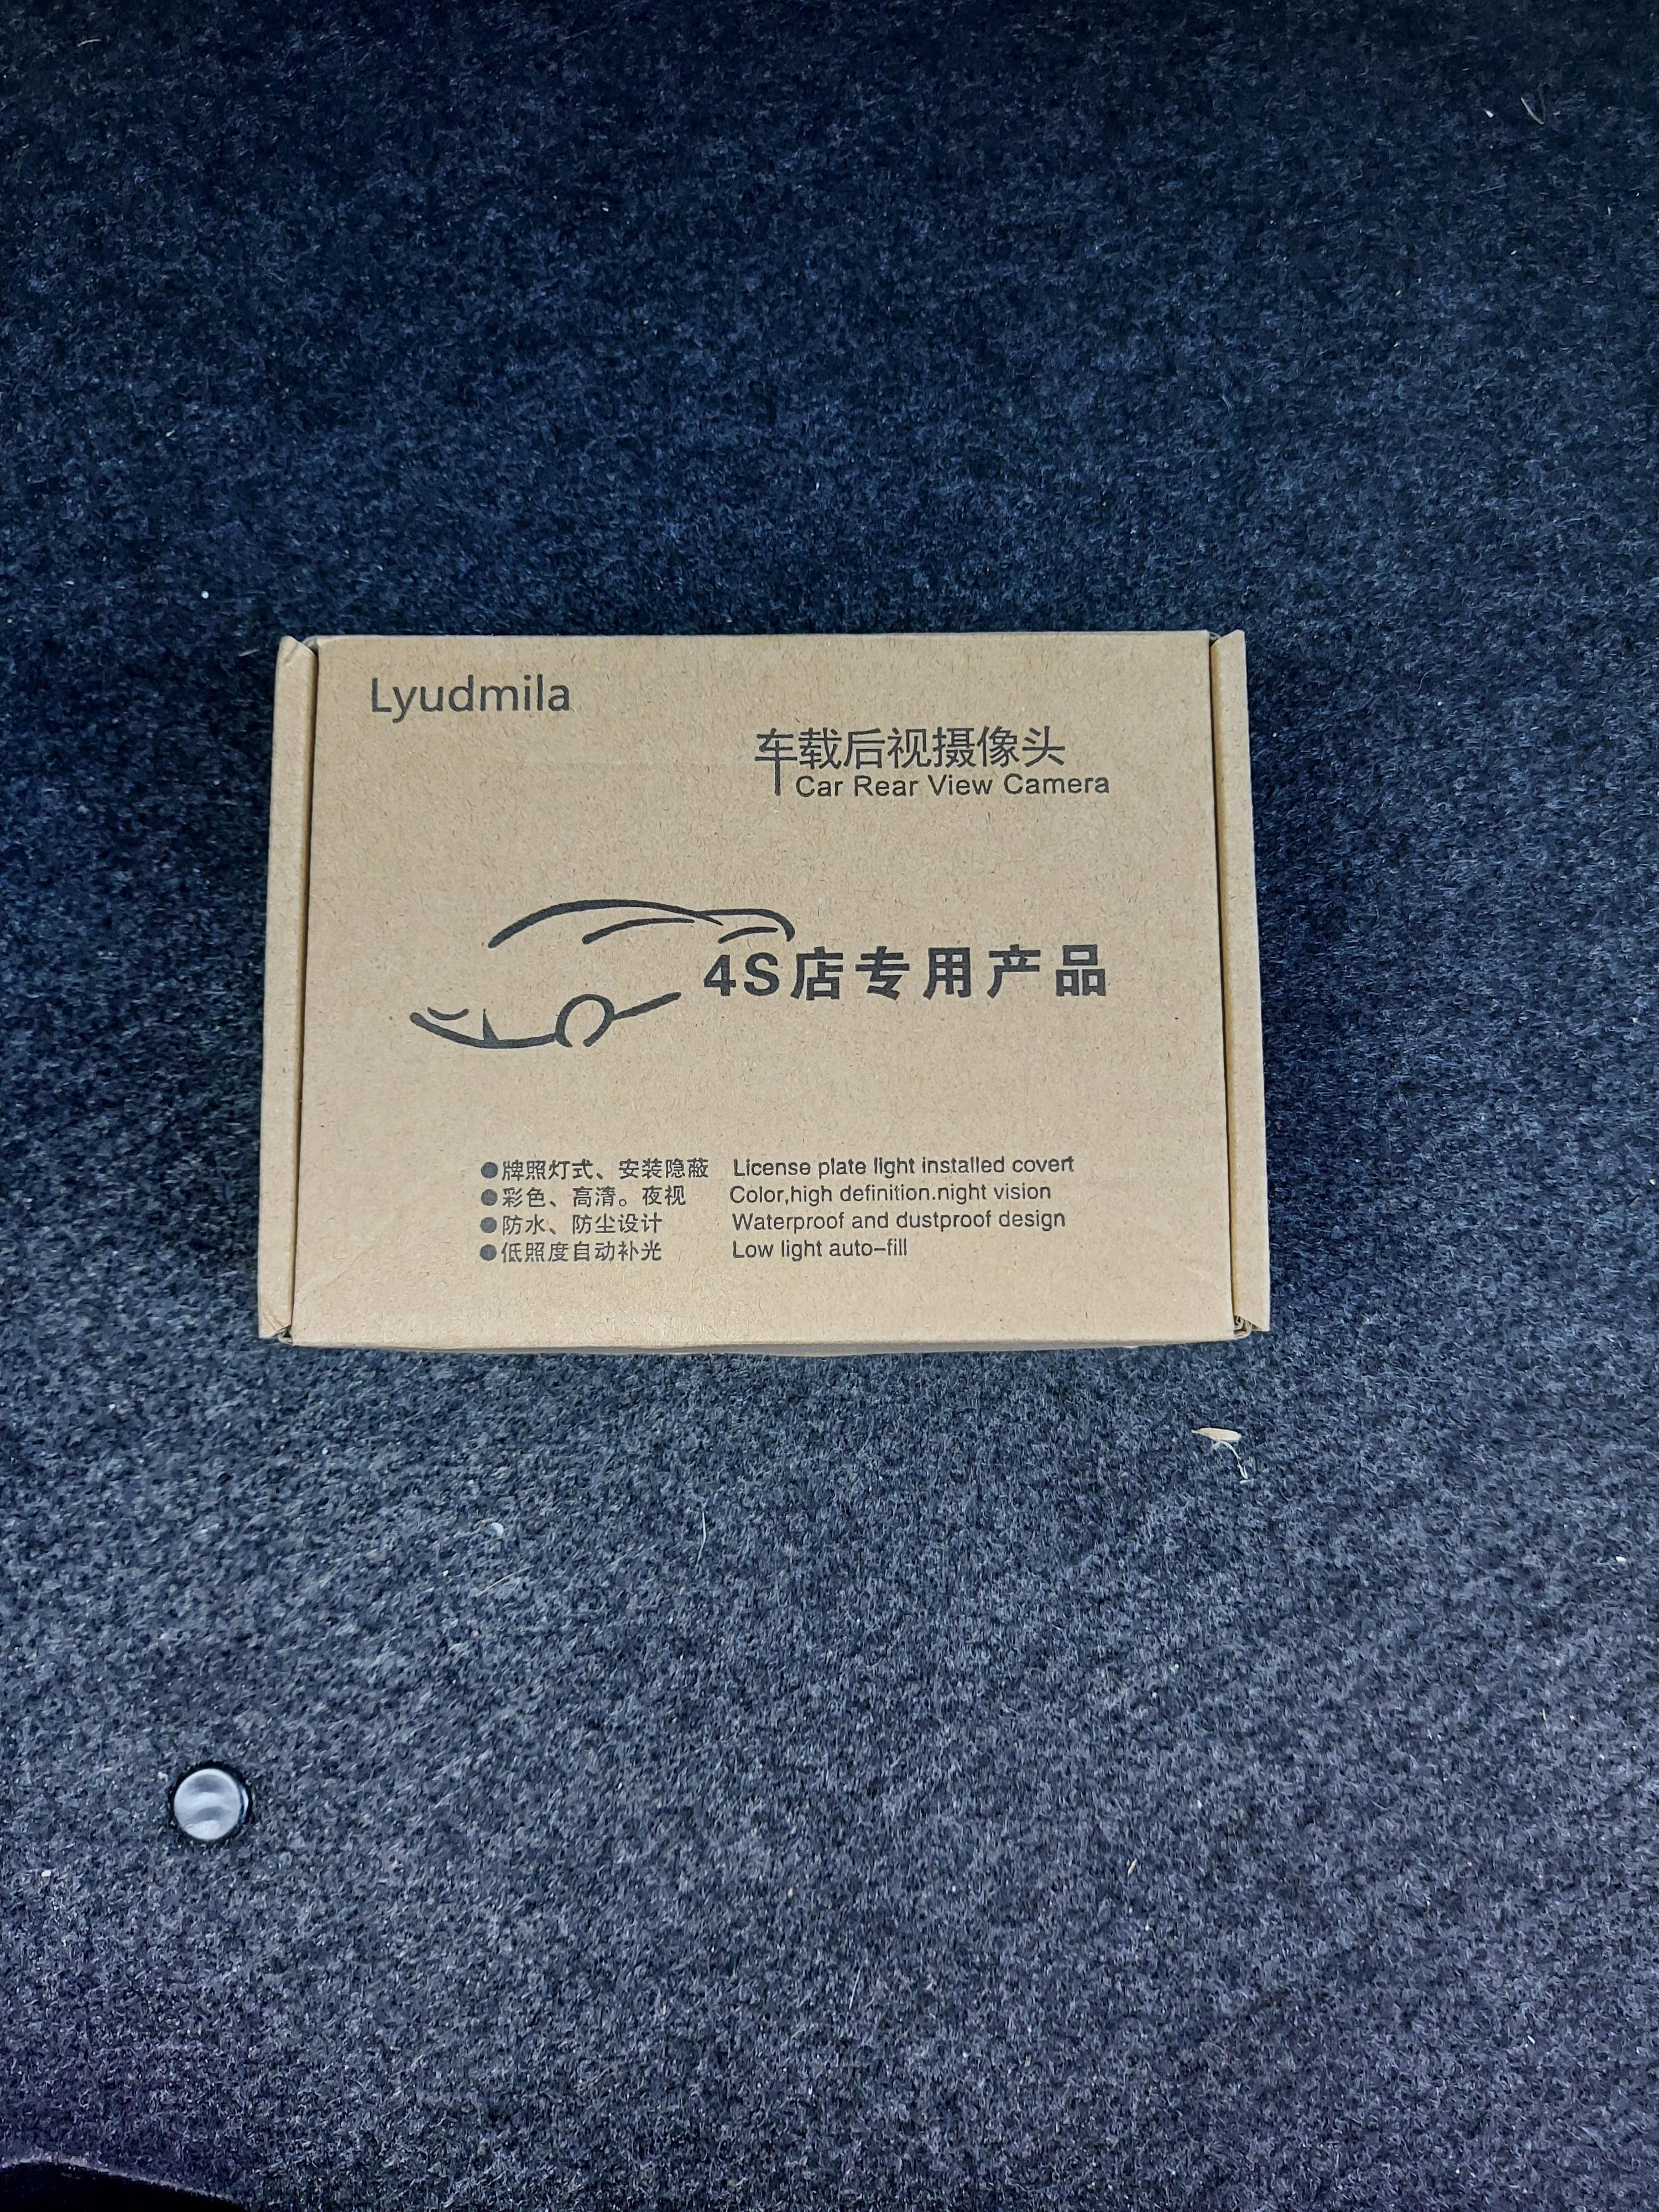 Lyudmila
车载后视摄像头
Car Rear View Camera
4S店专用产品
●牌照灯式、安装隐蔽 License plate light installed covert
●彩色、高清。夜视 Color,high definition.night vision
●防水、防尘设计 Waterproof and dustproof design
●低照度自动补光 Low light auto-fill